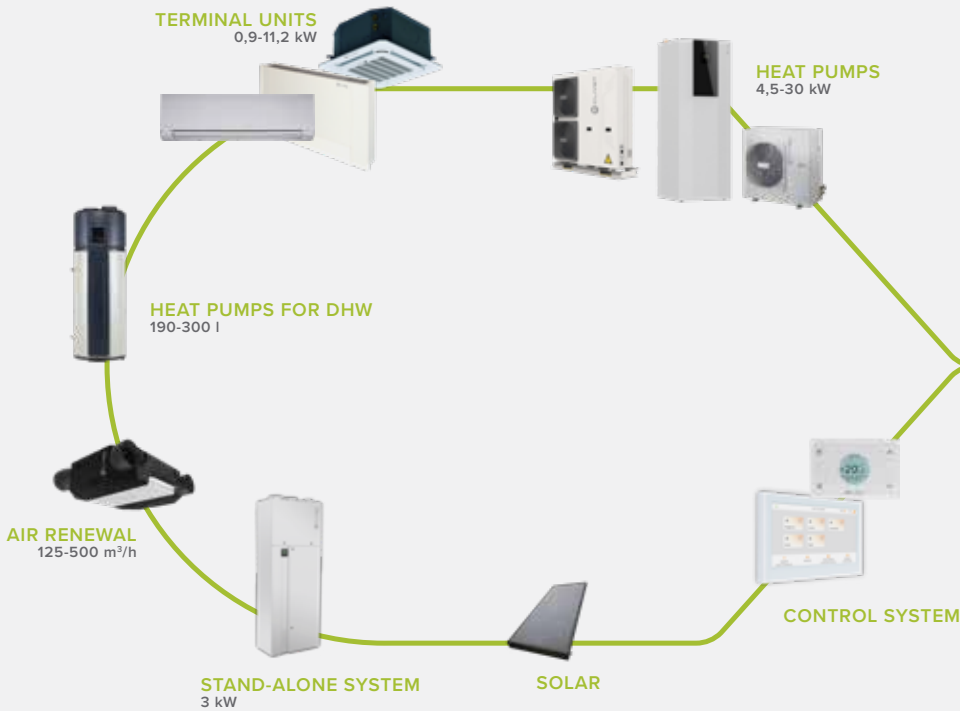 TERMINAL UNITS
0,9-11,2 kW
HEAT PUMPS
4,5-30 kW
HEAT PUMPS FOR DHW
190-300 l
AIR RENEWAL
125-500 m³/h
CONTROL SYSTEM
STAND-ALONE SYSTEM
3 kW
SOLAR